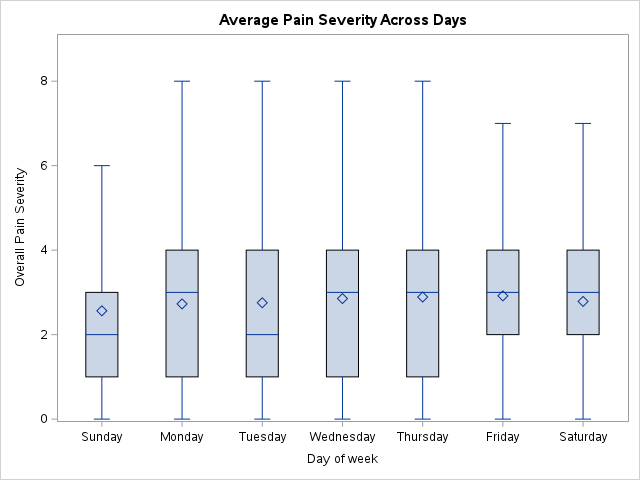 Average Pain Severity Across Days
Overall Pain Severity
8
6
4
2
0
Sunday Monday Tuesday Wednesday Thursday Friday Saturday
Day of week